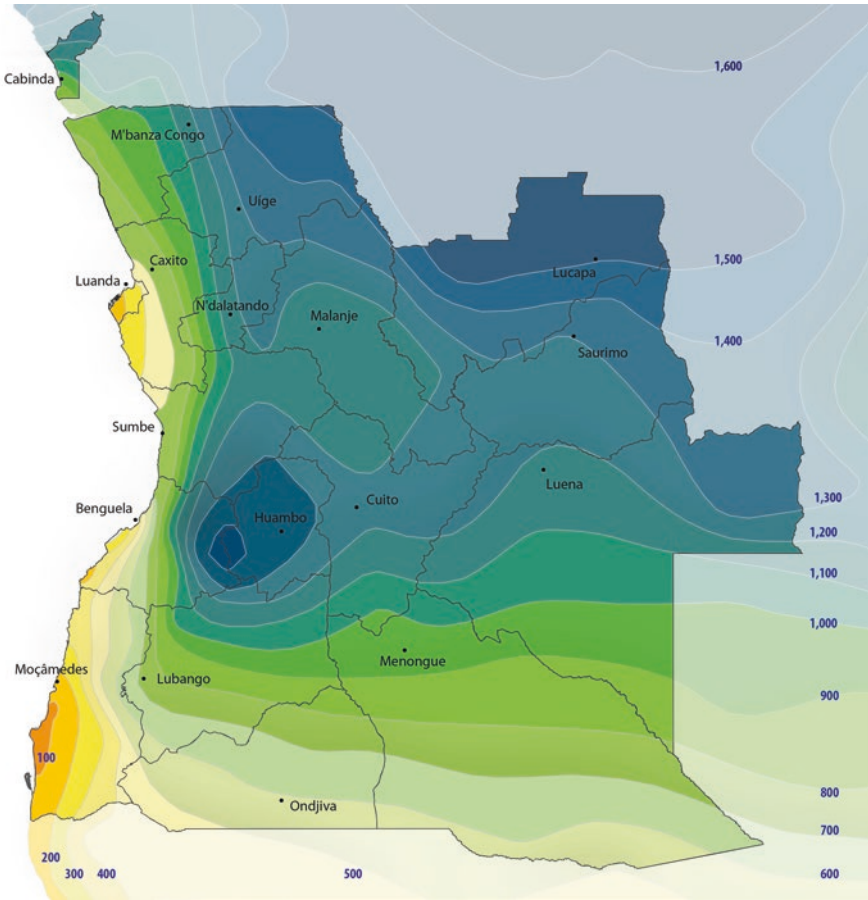 1,600
Cabinda
M'banza Congo
Uíge
Caxito
Lucapa
1,500
Luanda
N'dalatando
Malanje
1,400
Saurimo
Sumbe
Luena
1,300
Cuito
Benguela
Huambo
1,200
1,100
1,000
Menongue
Moçâmedes
Lubango
900
100
800
Ondjiva
700
200
300
400
500
600